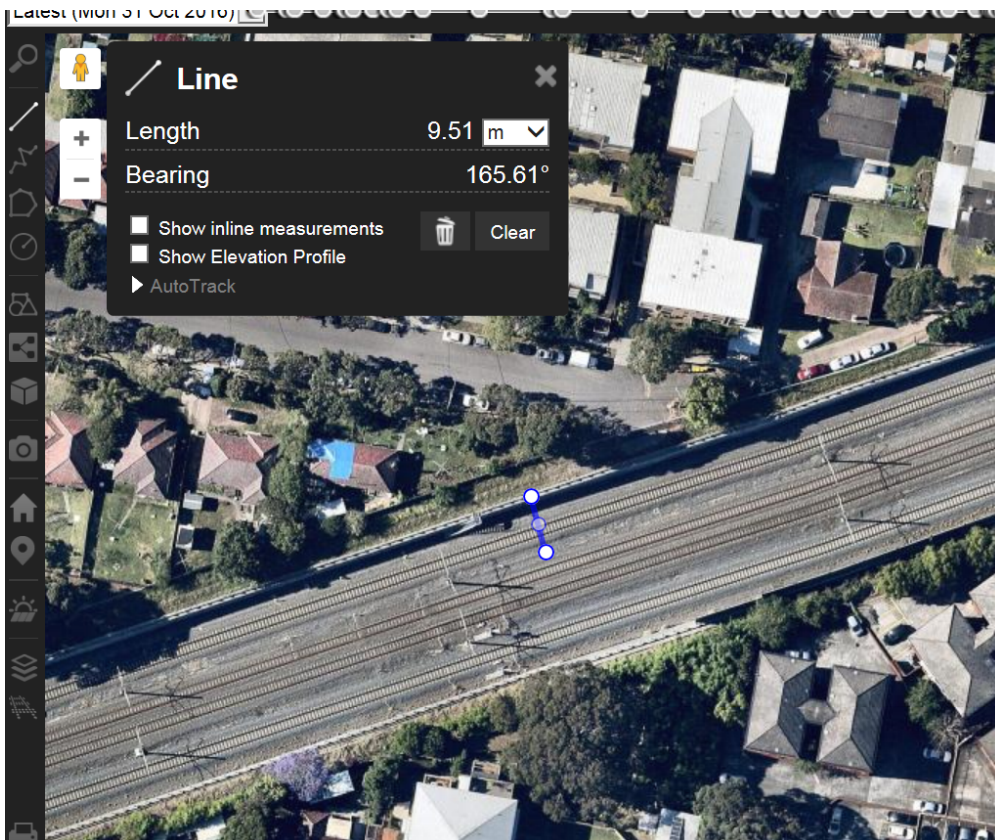 Latest (Mon 31 Oct 2016)
Line
Length 9.51 m
Bearing 165.61°
Show inline measurements
Show Elevation Profile
Clear
AutoTrack